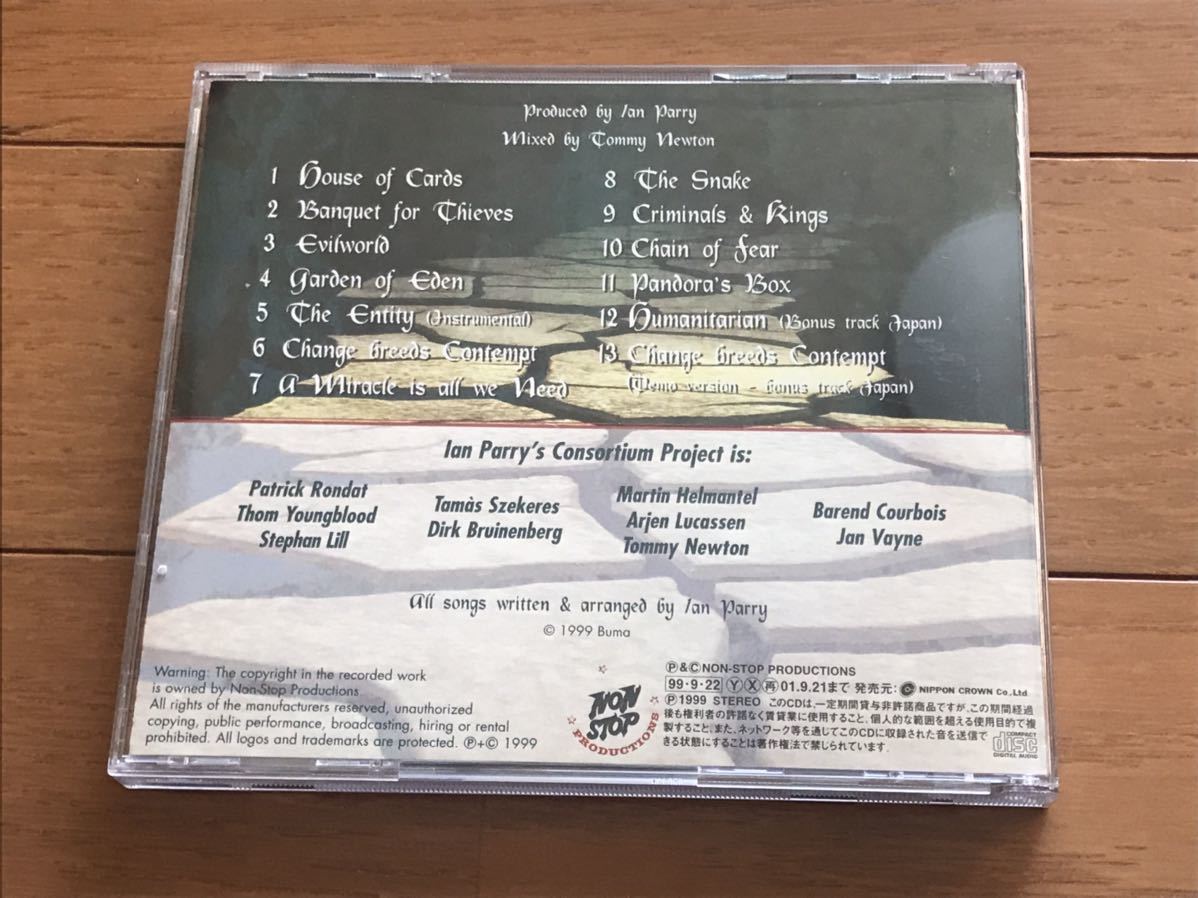 Produced by Ian Parry
Mixed by Tommy Newton
1 House of Cards
2 Banquet for Thieves
3 Evilworld
4 Garden of Eden
5 The Entity (Instrumental)
6 Change breeds Contempt
7 A Miracle is all we Need
8 The Snake
9 Criminals & Kings
10 Chain of Fear
11 Pandora's Box
12 Humanitarian (Bonus track Japan)
13 Change breeds Contempt
(Demo version - bonus track Japan)
Ian Parry's Consortium Project is:
Patrick Rondat
Thom Youngblood
Stephan Lill
Tamàs Szekeres
Dirk Bruinenberg
Martin Helmantel
Arjen Lucassen
Tommy Newton
Barend Courbois
Jan Vayne
All songs written & arranged by Ian Parry
© 1999 Buma
Warning: The copyright in the recorded work
is owned by Non-Stop Productions.
All rights of the manufacturers reserved, unauthorized
copying, public performance, broadcasting, hiring or rental
prohibited. All logos and trademarks are protected. ℗+© 1999
NON
STOP
PRODUCTIONS
℗&© NON-STOP PRODUCTIONS
99・9・22 Ⓨ Ⓧ 再 01.9.21まで 発売元: NIPPON CROWN Co.,Ltd
℗1999 STEREO このCDは、一定期間貸与非許諾商品ですが、この期間経過
後も権利者の許諾なく賃貸業に使用すること、個人的な範囲を超える使用目的で複
製すること、また、ネットワーク等を通じてこのCDに収録された音を送信で
きる状態にすることは著作権法で禁じられています。
COMPACT
disc
DIGITAL AUDIO